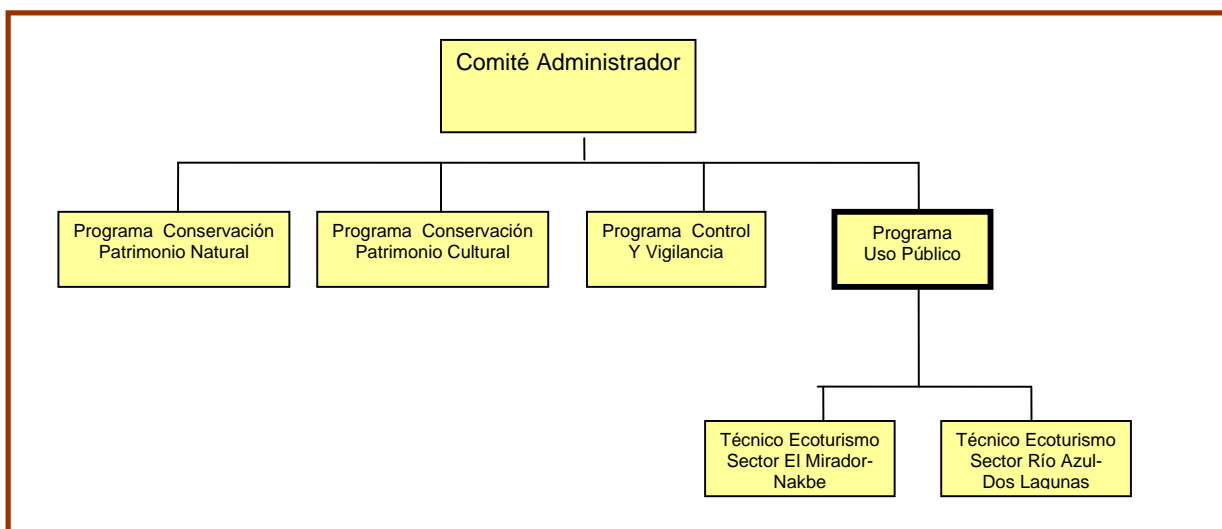 Comité Administrador
Programa Conservación
Patrimonio Natural
Programa Conservación
Patrimonio Cultural
Programa Control
Y Vigilancia
Programa
Uso Público
Técnico Ecoturismo
Sector El Mirador-
Nakbe
Técnico Ecoturismo
Sector Río Azul-
Dos Lagunas